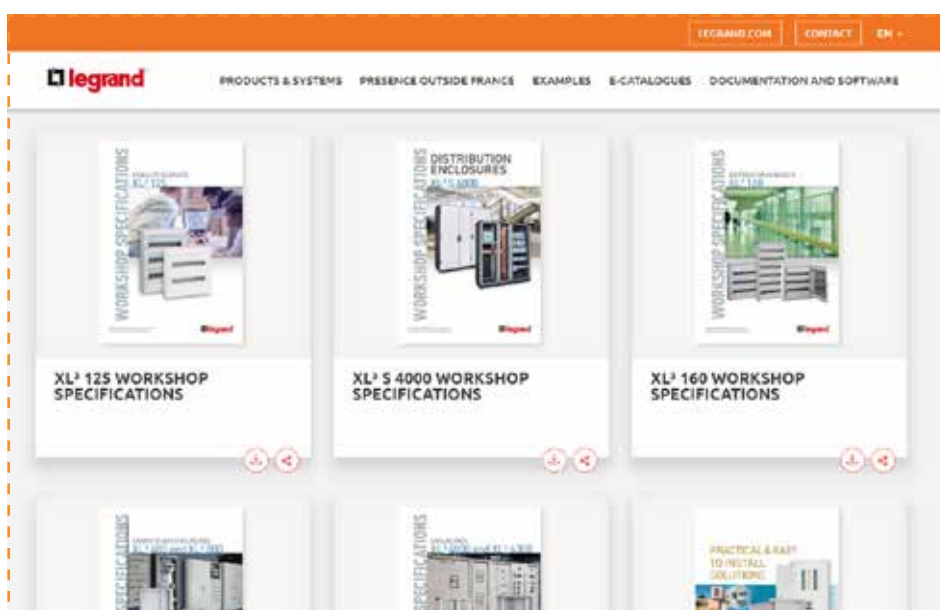 LEGRAND.COM CONTACT EN
legrand
PRODUCTS & SYSTEMS PRESENCE OUTSIDE FRANCE EXAMPLES E-CATALOGUES DOCUMENTATION AND SOFTWARE
WORKSHOP SPECIFICATIONS
XL³ 125
legrand
XL³ 125 WORKSHOP
SPECIFICATIONS
WORKSHOP SPECIFICATIONS
DISTRIBUTION
ENCLOSURES
XL³ S 4000
legrand
XL³ S 4000 WORKSHOP
SPECIFICATIONS
WORKSHOP SPECIFICATIONS
XL³ 160
legrand
XL³ 160 WORKSHOP
SPECIFICATIONS
SPECIFICATIONS
SPECIFICATIONS
PRACTICAL & EASY
TO INSTALL
SOLUTIONS